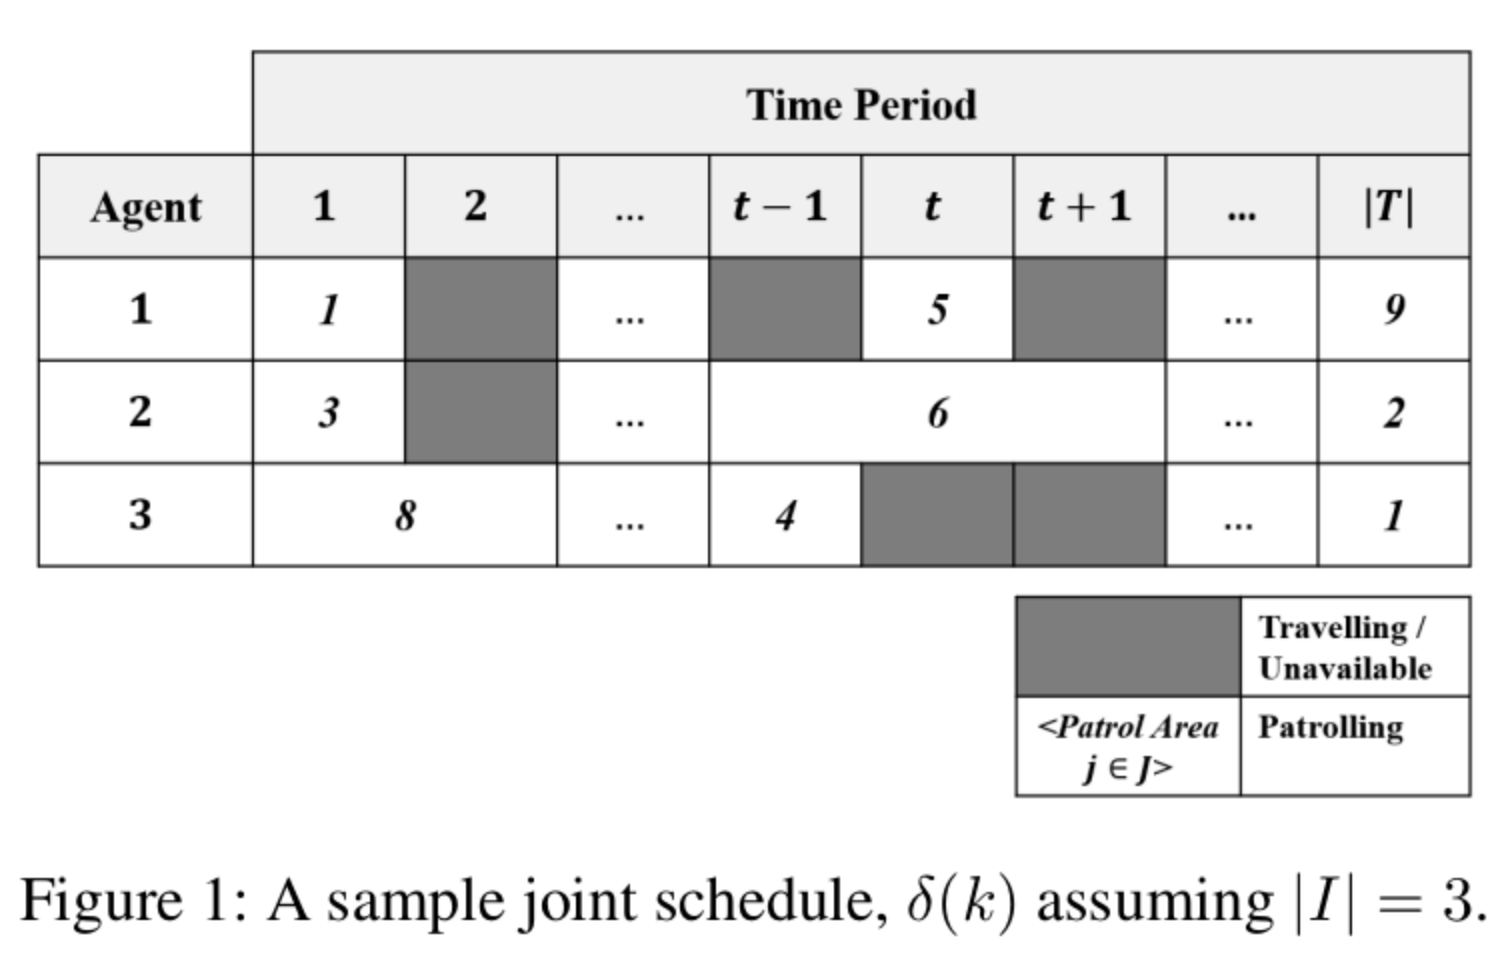 Time Period
Agent 1 2 ... t − 1 t t + 1 ... |T|
1 1 ... 5 ... 9
2 3 ... 6 ... 2
3 8 ... 4 ... 1
Travelling /
Unavailable
<Patrol Area
j ∈ J>
Patrolling
Figure 1: A sample joint schedule, δ(k) assuming |I| = 3.